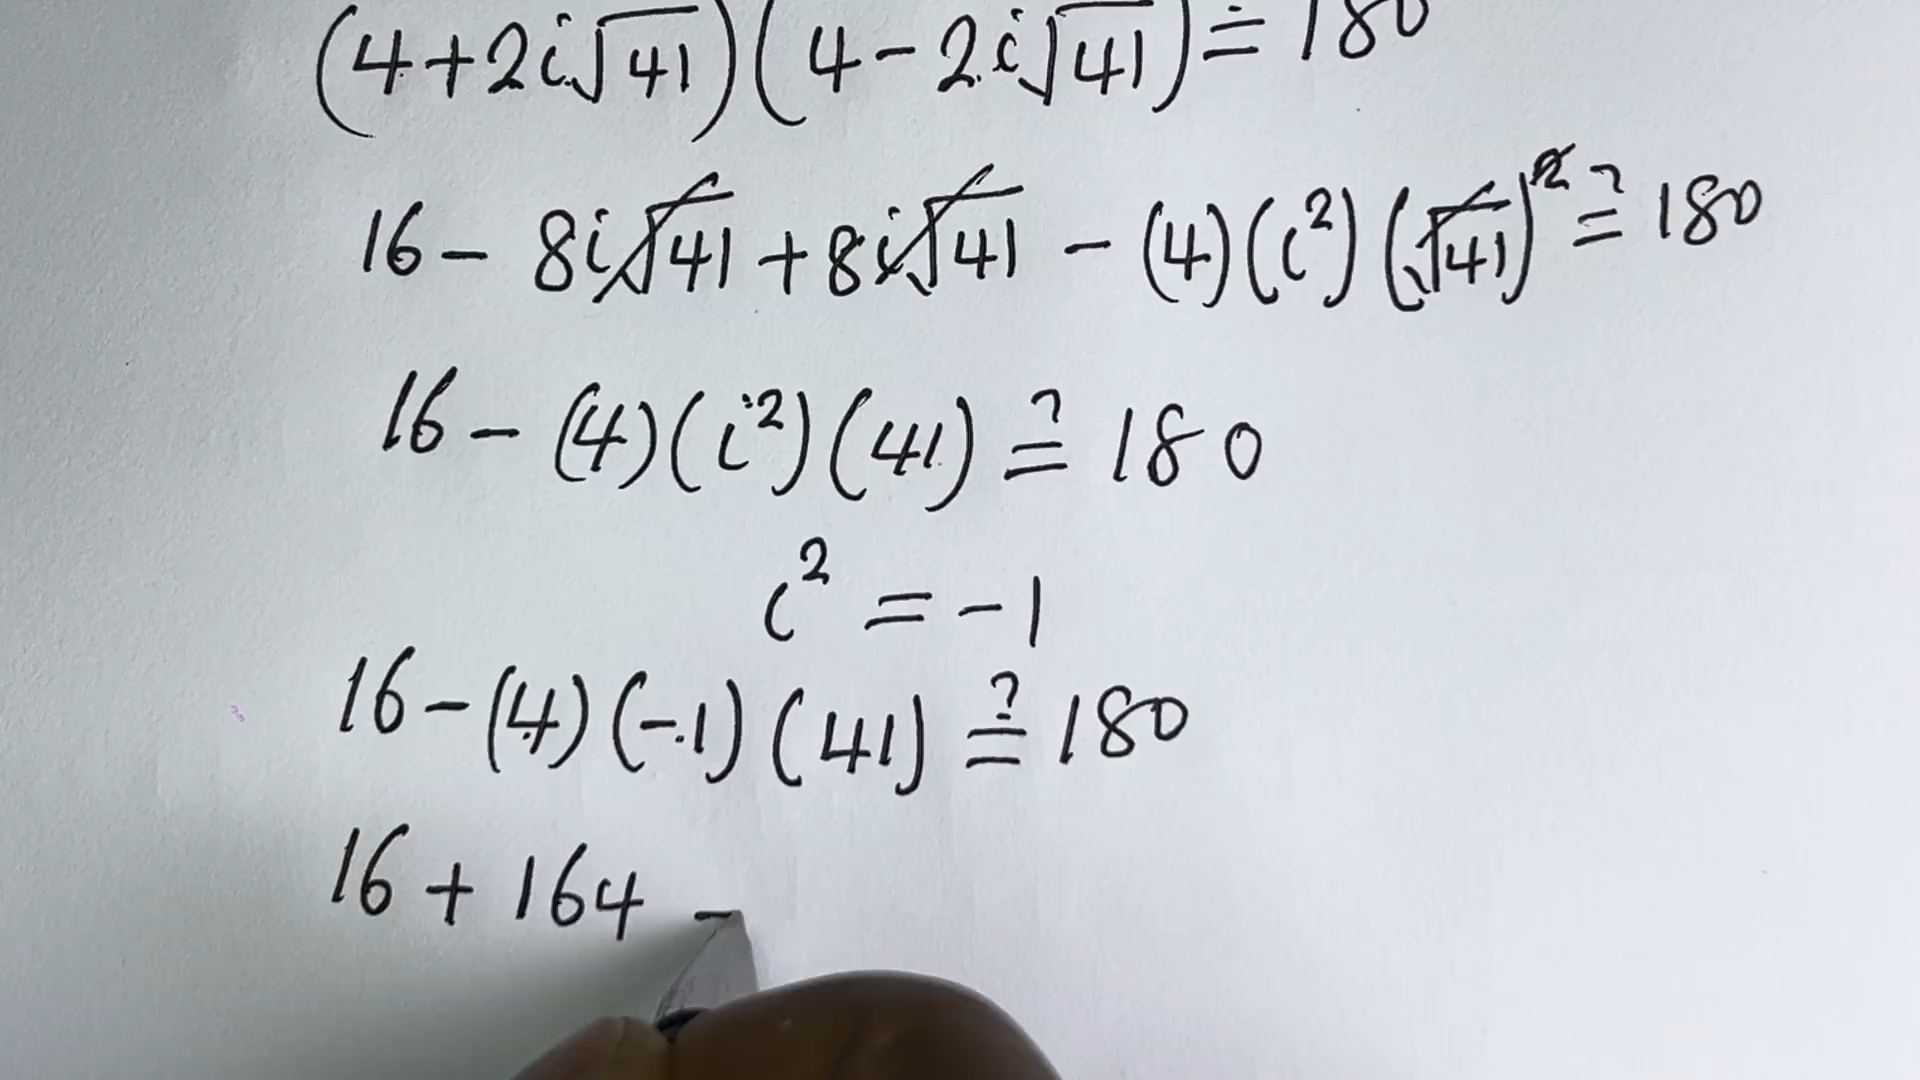 (4+2i√41)(4-2i√41) ≟ 180
16 - 8i√41 + 8i√41 - (4)(i²)(√41)² ≟ 180
16 - (4)(i²)(41) ≟ 180
i² = -1
16 - (4)(-1)(41) ≟ 180
16 + 164 -